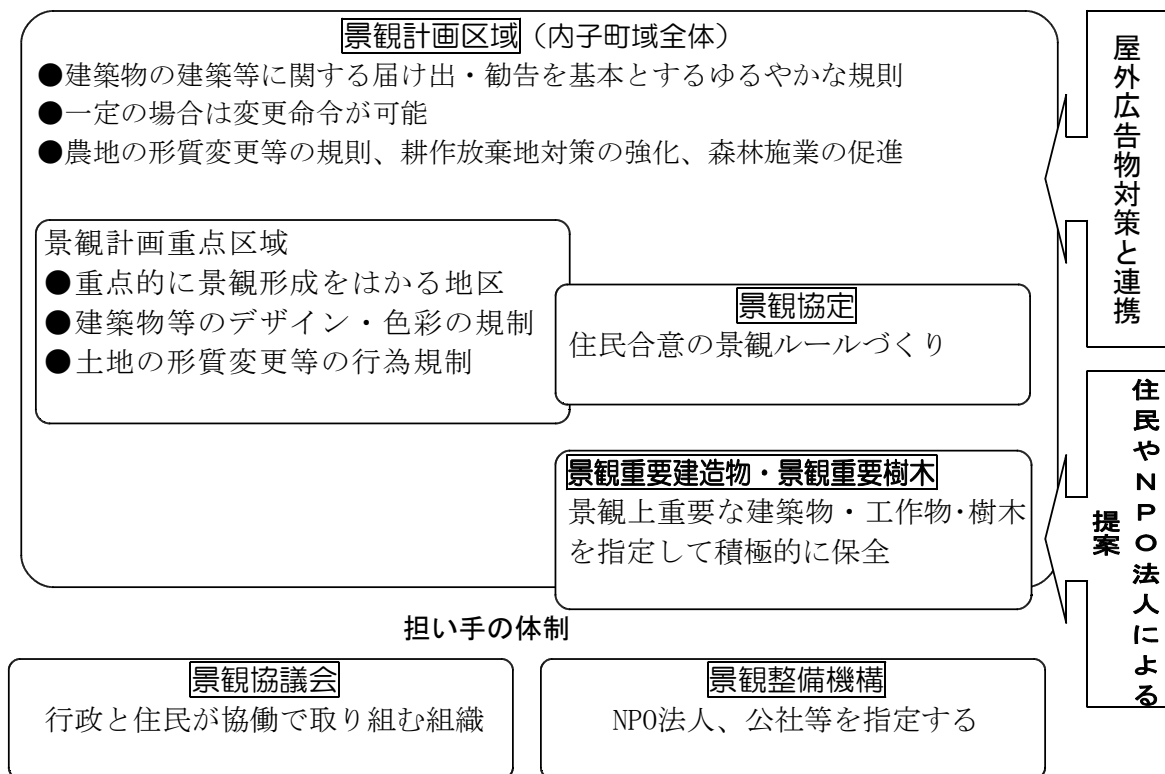 景観計画区域（内子町域全体）
●建築物の建築等に関する届け出・勧告を基本とするゆるやかな規則
●一定の場合は変更命令が可能
●農地の形質変更等の規則、耕作放棄地対策の強化、森林施業の促進
景観計画重点区域
●重点的に景観形成をはかる地区
●建築物等のデザイン・色彩の規制
●土地の形質変更等の行為規制
景観協定
住民合意の景観ルールづくり
景観重要建造物・景観重要樹木
景観上重要な建築物・工作物・樹木
を指定して積極的に保全
屋外広告物対策と連携
住民やNPO法人による
提案
担い手の体制
景観協議会
行政と住民が協働で取り組む組織
景観整備機構
NPO法人、公社等を指定する